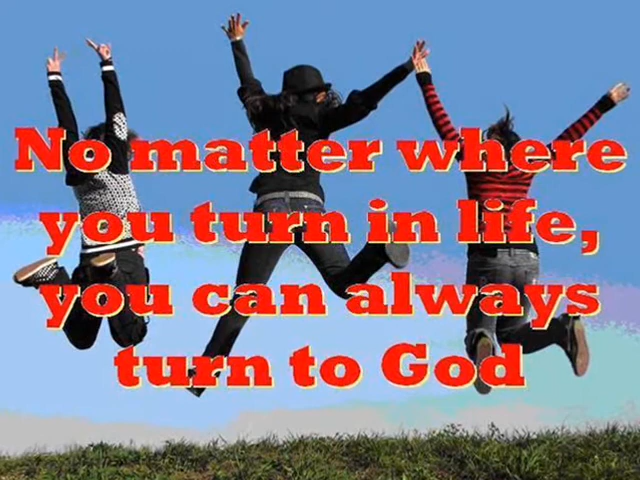 No matter where
you turn in life,
you can always
turn to God